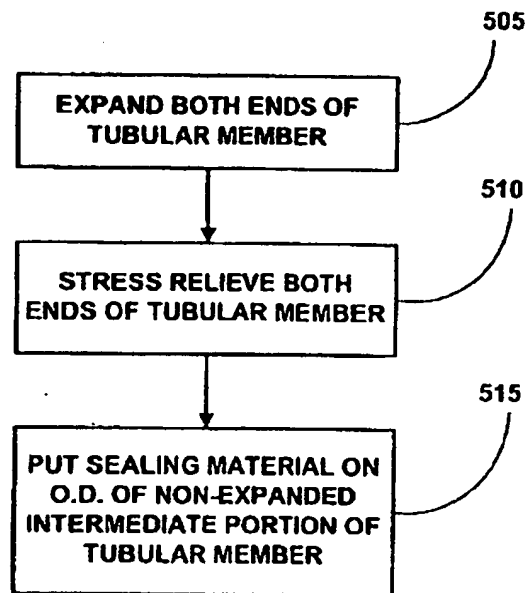 505
EXPAND BOTH ENDS OF
TUBULAR MEMBER
510
STRESS RELIEVE BOTH
ENDS OF TUBULAR MEMBER
515
PUT SEALING MATERIAL ON
O.D. OF NON-EXPANDED
INTERMEDIATE PORTION OF
TUBULAR MEMBER